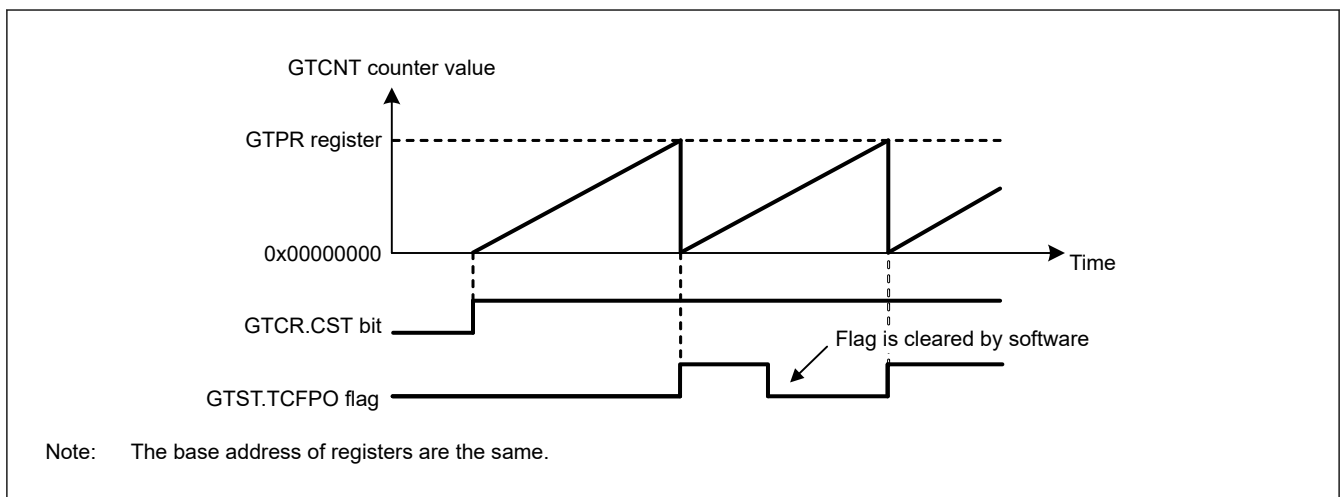 GTCNT counter value
GTPR register
0x00000000
Time
GTCR.CST bit
Flag is cleared by software
GTST.TCFPO flag
Note: The base address of registers are the same.